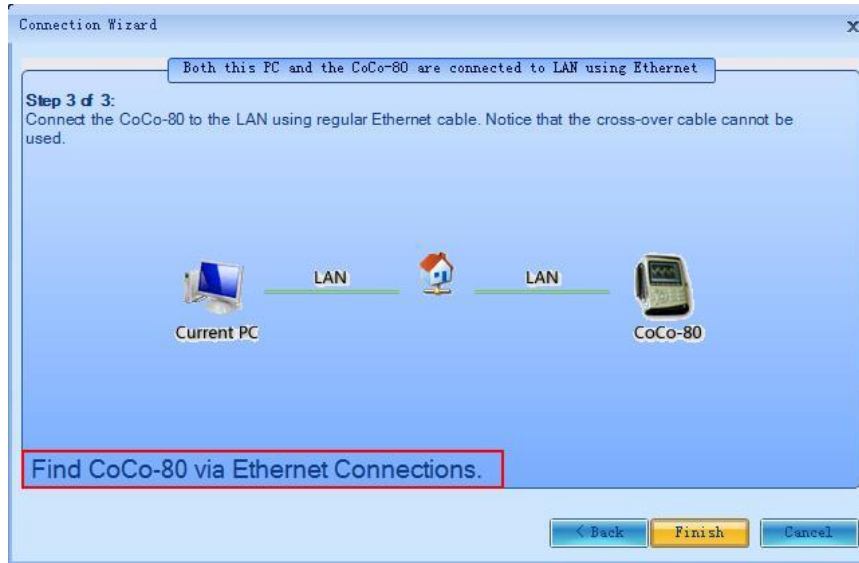 Connection Wizard
x
Both this PC and the CoCo-80 are connected to LAN using Ethernet
Step 3 of 3:
Connect the CoCo-80 to the LAN using regular Ethernet cable. Notice that the cross-over cable cannot be
used.
LAN LAN
Current PC CoCo-80
Find CoCo-80 via Ethernet Connections.
< Back Finish Cancel